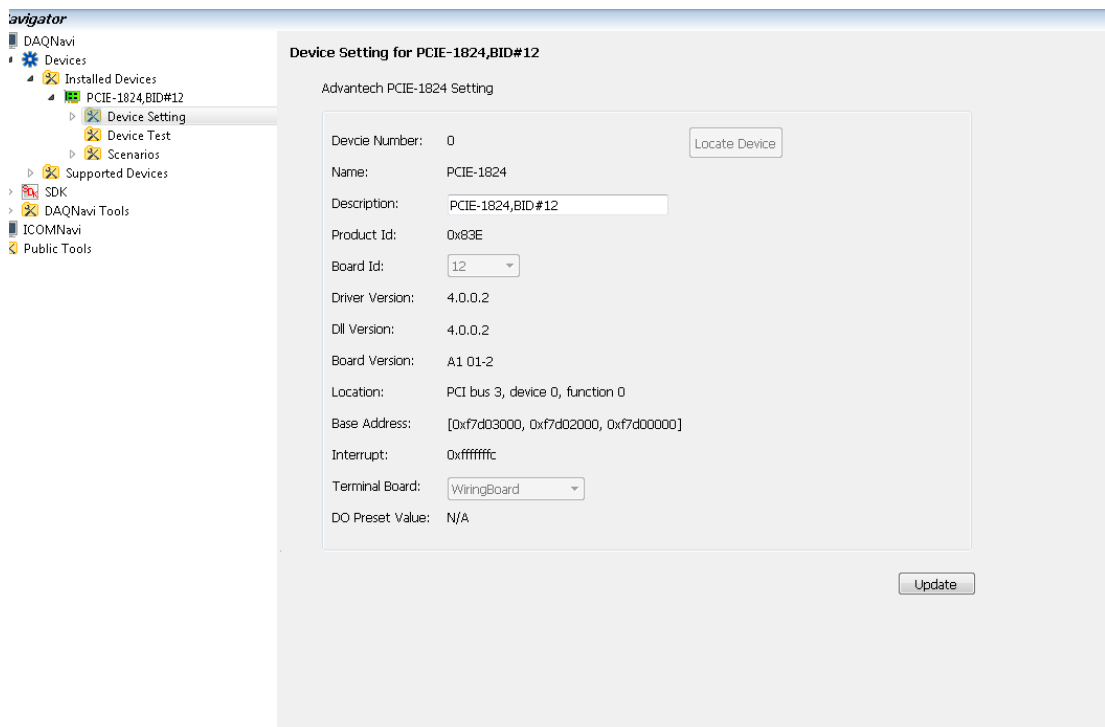 avigator
DAQNavi
Devices
Installed Devices
PCIE-1824,BID#12
Device Setting
Device Test
Scenarios
Supported Devices
SDK
DAQNavi Tools
ICOMNavi
Public Tools
Device Setting for PCIE-1824,BID#12
Advantech PCIE-1824 Setting
Devcie Number: 0 Locate Device
Name: PCIE-1824
Description: PCIE-1824,BID#12
Product Id: 0x83E
Board Id: 12
Driver Version: 4.0.0.2
Dll Version: 4.0.0.2
Board Version: A1 01-2
Location: PCI bus 3, device 0, function 0
Base Address: [0xf7d03000, 0xf7d02000, 0xf7d00000]
Interrupt: 0xfffffffc
Terminal Board: WiringBoard
DO Preset Value: N/A
Update